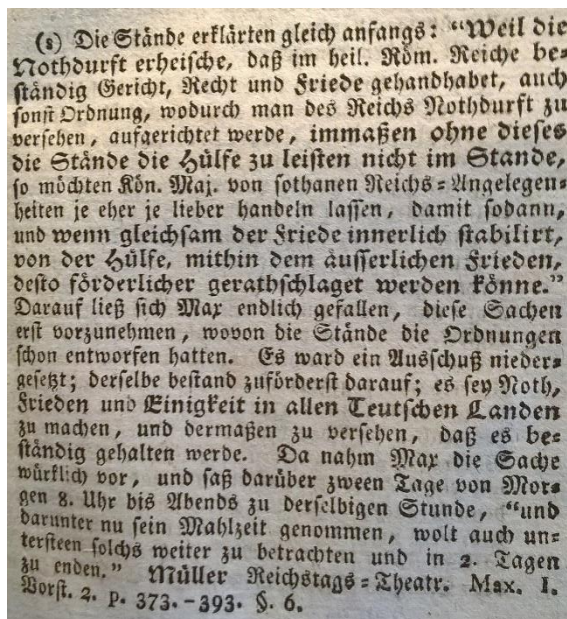 (s) Die Stände erklärten gleich anfangs: “Weil die
Nothdurft erheische, daß im heil. Röm. Reiche be=
ständig Gericht, Recht und Friede gehandhabet, auch
sonst Ordnung, wodurch man des Reichs Nothdurft zu
versehen, aufgerichtet werde, immaßen ohne dieses
die Stände die Hülfe zu leisten nicht im Stande,
so möchten Kön. Maj. von sothanen Reichs=Angelegen=
heiten je eher je lieber handeln lassen, damit sodann,
und wenn gleichsam der Friede innerlich stabilirt,
von der Hülfe, mithin dem äusserlichen Frieden,
desto förderlicher gerathschlaget werden könne.”
Darauf ließ sich Max endlich gefallen, diese Sachen
erst vorzunehmen, wovon die Stände die Ordnungen
schon entworfen hatten. Es ward ein Ausschuß nieder=
gesetzt; derselbe bestand zuförderst darauf; es sey Noth,
Frieden und Einigkeit in allen Teutschen Landen
zu machen, und dermaßen zu versehen, daß es be=
ständig gehalten werde. Da nahm Max die Sache
würklich vor, und saß darüber zween Tage von Mor=
gen 8. Uhr bis Abends zu derselbigen Stunde, “und
darunter nu sein Mahlzeit genommen, wolt auch un=
tersteen solchs weiter zu betrachten und in 2. Tagen
zu enden.” Müller Reichstags=Theatr. Max. I.
Vorst. 2. p. 373.-393. §. 6.